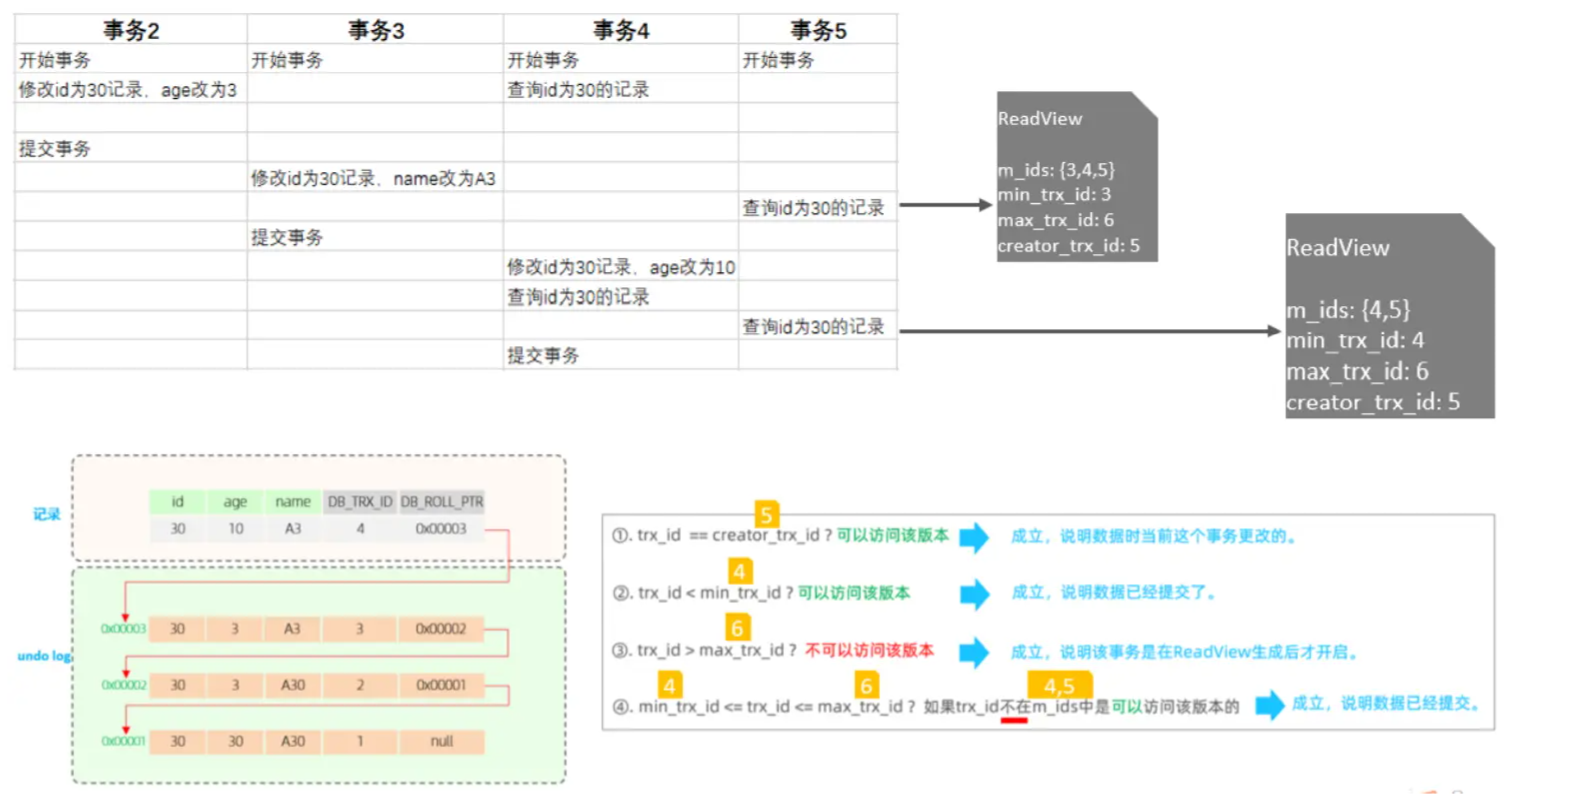 事务2 事务3 事务4 事务5
开始事务 开始事务 开始事务 开始事务
修改id为30记录、age改为3 查询id为30的记录
提交事务
修改id为30记录、name改为A3
查询id为30的记录
提交事务
修改id为30记录、age改为10
查询id为30的记录
查询id为30的记录
提交事务
ReadView
m_ids: {3,4,5}
min_trx_id: 3
max_trx_id: 6
creator_trx_id: 5
ReadView
m_ids: {4,5}
min_trx_id: 4
max_trx_id: 6
creator_trx_id: 5
记录
id age name DB_TRX_ID DB_ROLL_PTR
30 10 A3 4 0x00003
undo log
0x00003 30 3 A3 3 0x00002
0x00002 30 3 A30 2 0x00001
0x00001 30 30 A30 1 null
5
①. trx_id == creator_trx_id ? 可以访问该版本 成立，说明数据时当前这个事务更改的。
4
②. trx_id < min_trx_id ? 可以访问该版本 成立，说明数据已经提交了。
6
③. trx_id > max_trx_id ? 不可以访问该版本 成立，说明该事务是在ReadView生成后才开启。
4 6 4,5
④. min_trx_id <= trx_id <= max_trx_id ? 如果trx_id不在m_ids中是可以访问该版本的 成立，说明数据已经提交。